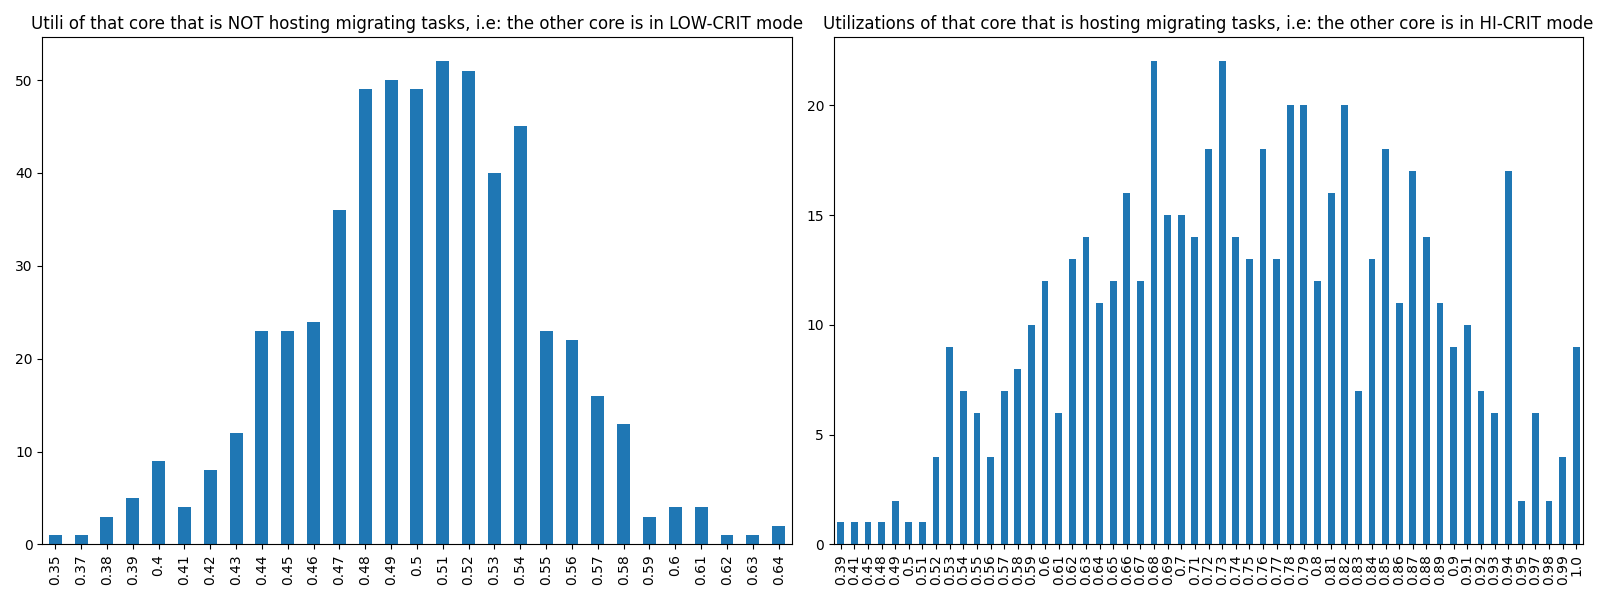 Utili of that core that is NOT hosting migrating tasks, i.e: the other core is in LOW-CRIT mode
50
40
30
20
10
0
0.35 0.37 0.38 0.39 0.4 0.41 0.42 0.43 0.44 0.45 0.46 0.47 0.48 0.49 0.5 0.51 0.52 0.53 0.54 0.55 0.56 0.57 0.58 0.59 0.6 0.61 0.62 0.63 0.64
Utilizations of that core that is hosting migrating tasks, i.e: the other core is in HI-CRIT mode
20
15
10
5
0
0.39 0.41 0.45 0.48 0.49 0.5 0.51 0.52 0.53 0.54 0.55 0.56 0.57 0.58 0.59 0.6 0.61 0.62 0.63 0.64 0.65 0.66 0.67 0.68 0.69 0.7 0.71 0.72 0.73 0.74 0.75 0.76 0.77 0.78 0.79 0.8 0.81 0.82 0.83 0.84 0.85 0.86 0.87 0.88 0.89 0.9 0.91 0.92 0.93 0.94 0.95 0.97 0.98 0.99 1.0